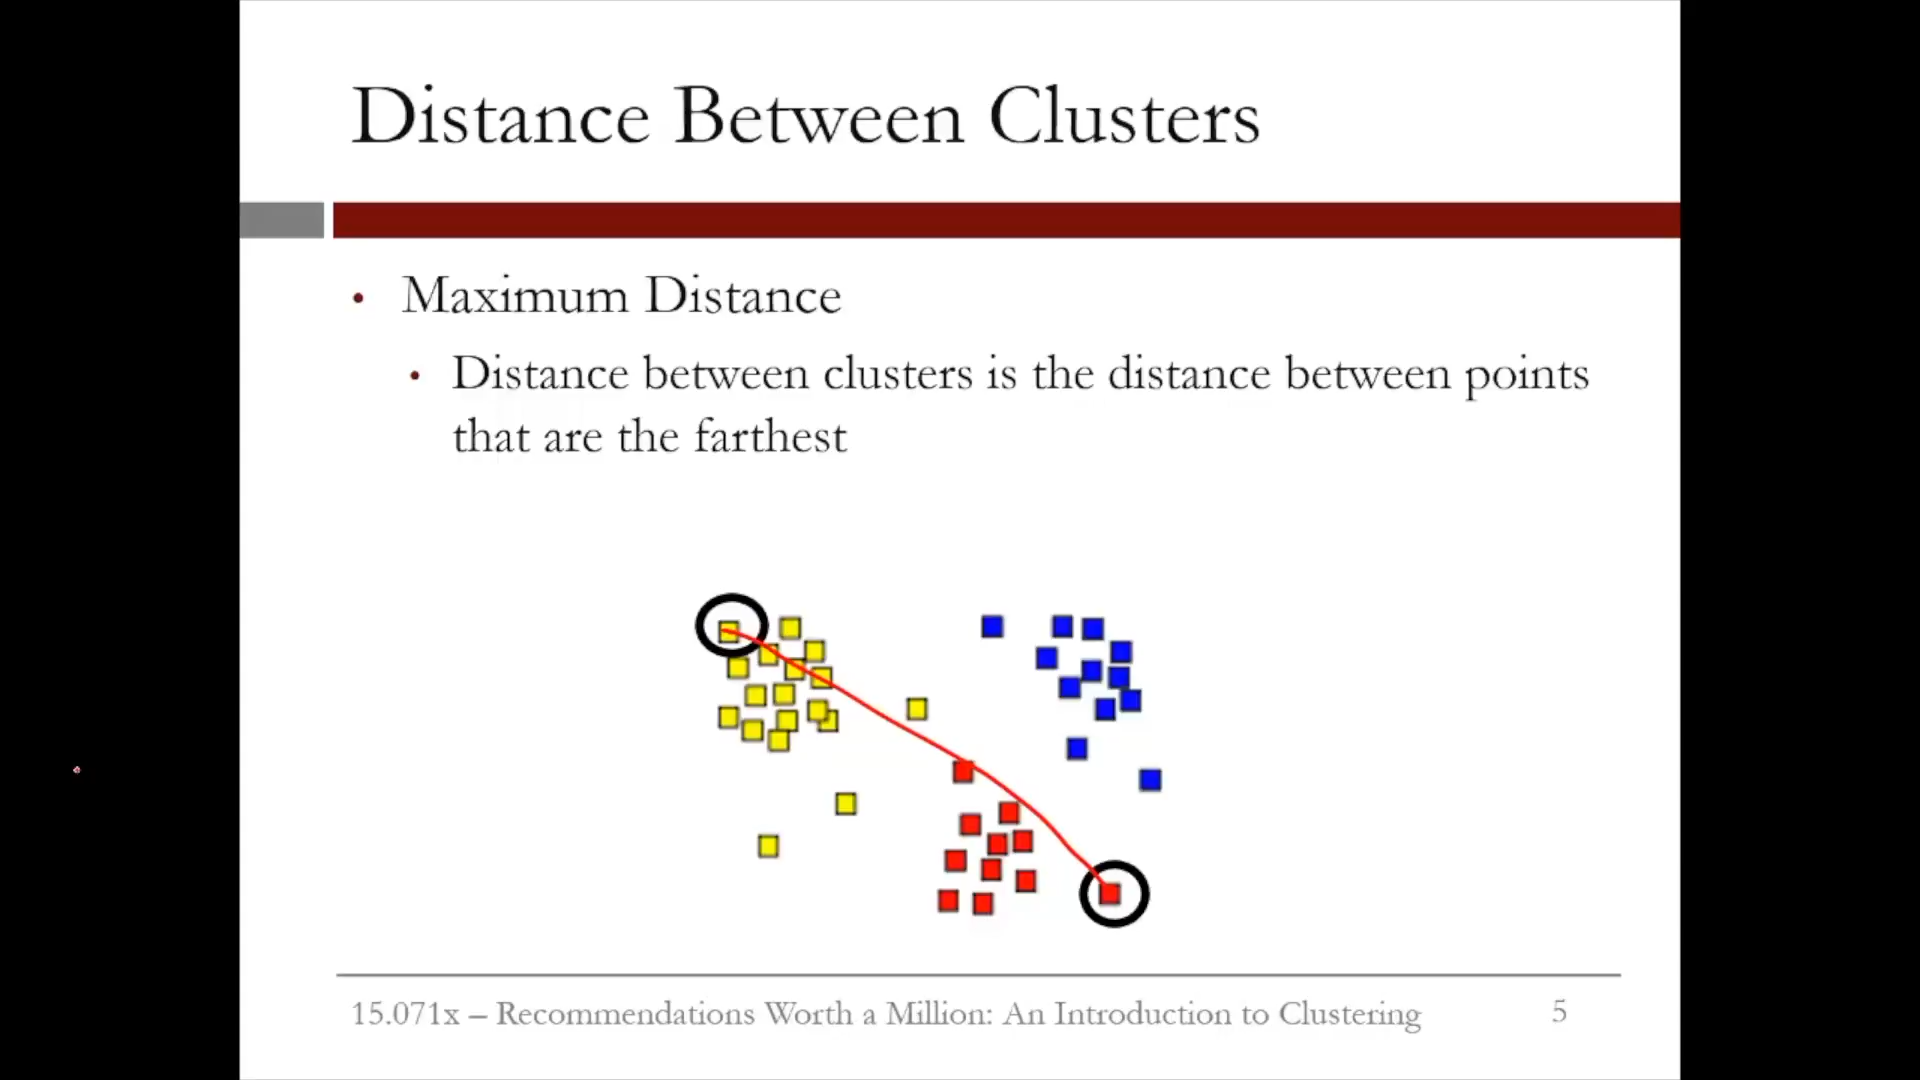 Distance Between Clusters
• Maximum Distance
• Distance between clusters is the distance between points
that are the farthest
15.071x – Recommendations Worth a Million: An Introduction to Clustering 5